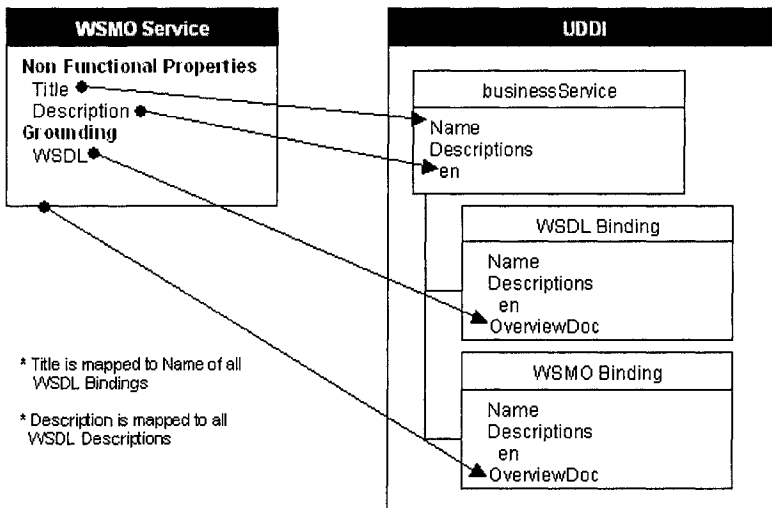 WSMO Service
Non Functional Properties
Title
Description
Grounding
WSDL
* Title is mapped to Name of all
WSDL Bindings
* Description is mapped to all
WSDL Descriptions
UDDI
businessService
Name
Descriptions
en
WSDL Binding
Name
Descriptions
en
OverviewDoc
WSMO Binding
Name
Descriptions
en
OverviewDoc